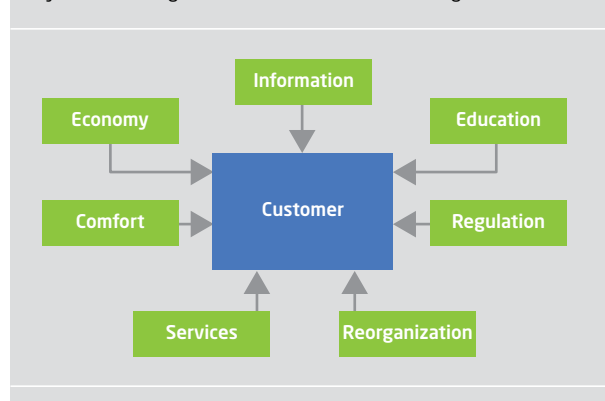 Information
Economy
Education
Customer
Comfort
Regulation
Services
Reorganization